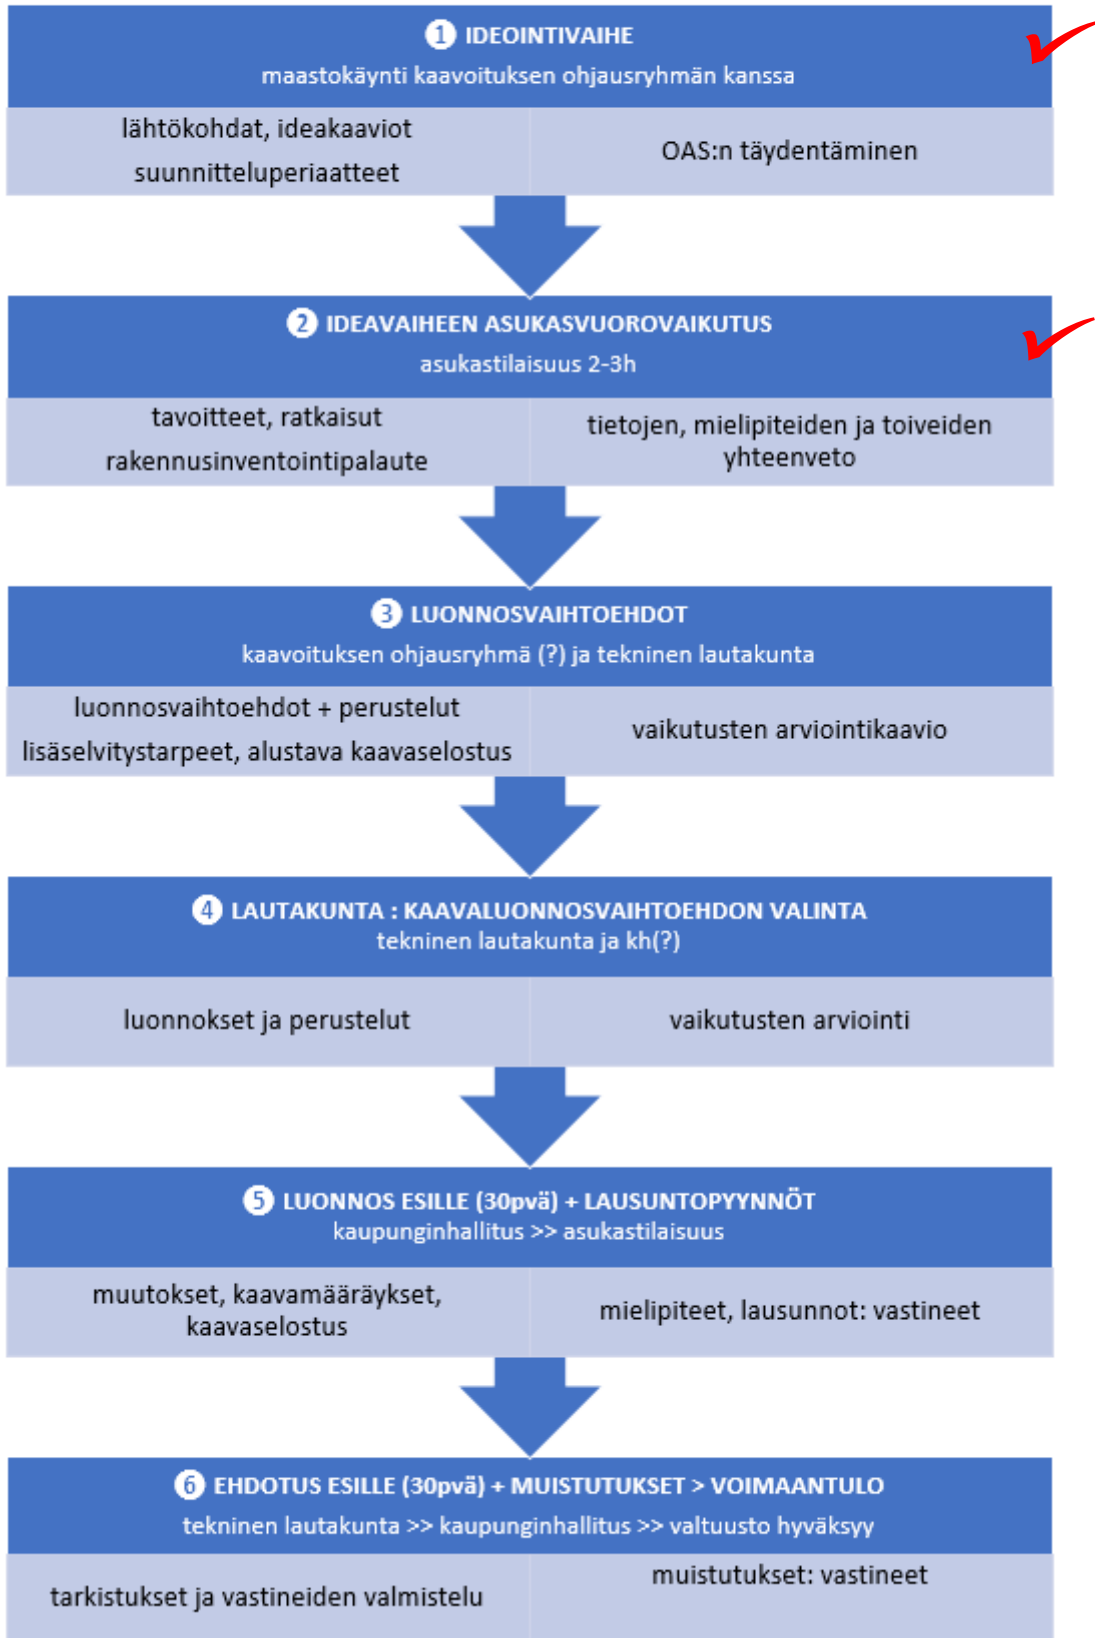 1 IDEOINTIVAIHE
maastokäynti kaavoituksen ohjausryhmän kanssa
lähtökohdat, ideakaaviot
suunnitteluperiaatteet
OAS:n täydentäminen
2 IDEAVAIHEEN ASUKASVUOROVAIKUTUS
asukastilaisuus 2-3h
tavoitteet, ratkaisut
rakennusinventointipalaute
tietojen, mielipiteiden ja toiveiden
yhteenveto
3 LUONNOSVAIHTOEHDOT
kaavoituksen ohjausryhmä (?) ja tekninen lautakunta
luonnosvaihtoehdot + perustelut
lisäselvitystarpeet, alustava kaavaselostus
vaikutusten arviointikaavio
4 LAUTAKUNTA : KAAVALUONNOSVAIHTOEHDON VALINTA
tekninen lautakunta ja kh(?)
luonnokset ja perustelut
vaikutusten arviointi
5 LUONNOS ESILLE (30pvä) + LAUSUNTOPYYNNÖT
kaupunginhallitus >> asukastilaisuus
muutokset, kaavamääräykset,
kaavaselostus
mielipiteet, lausunnot: vastineet
6 EHDOTUS ESILLE (30pvä) + MUISTUTUKSET > VOIMAANTULO
tekninen lautakunta >> kaupunginhallitus >> valtuusto hyväksyy
tarkistukset ja vastineiden valmistelu
muistutukset: vastineet